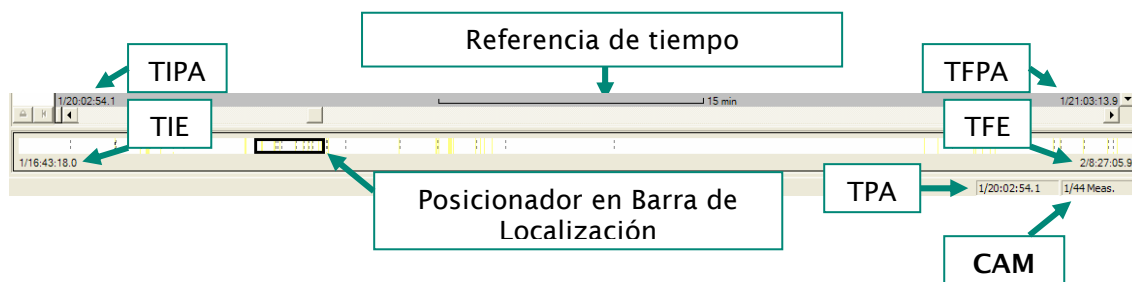 Referencia de tiempo
TIPA
TFPA
1/20:02:54.1
15 min
1/21:03:13.9
TIE
TFE
1/16:43:18.0
2/8:27:05.9
Posicionador en Barra de
Localización
TPA
1/20:02:54.1
1/44 Meas.
CAM